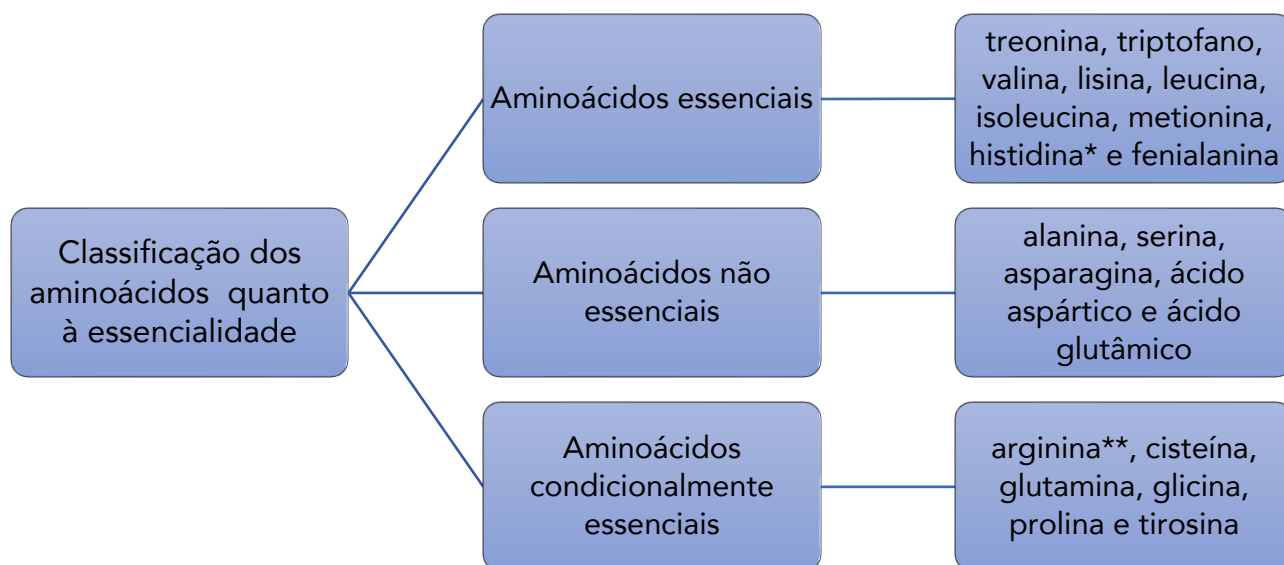 Classificação dos
aminoácidos quanto
à essencialidade
Aminoácidos essenciais
treonina, triptofano,
valina, lisina, leucina,
isoleucina, metionina,
histidina* e fenialanina
Aminoácidos não
essenciais
alanina, serina,
asparagina, ácido
aspártico e ácido
glutâmico
Aminoácidos
condicionalmente
essenciais
arginina**, cisteína,
glutamina, glicina,
prolina e tirosina